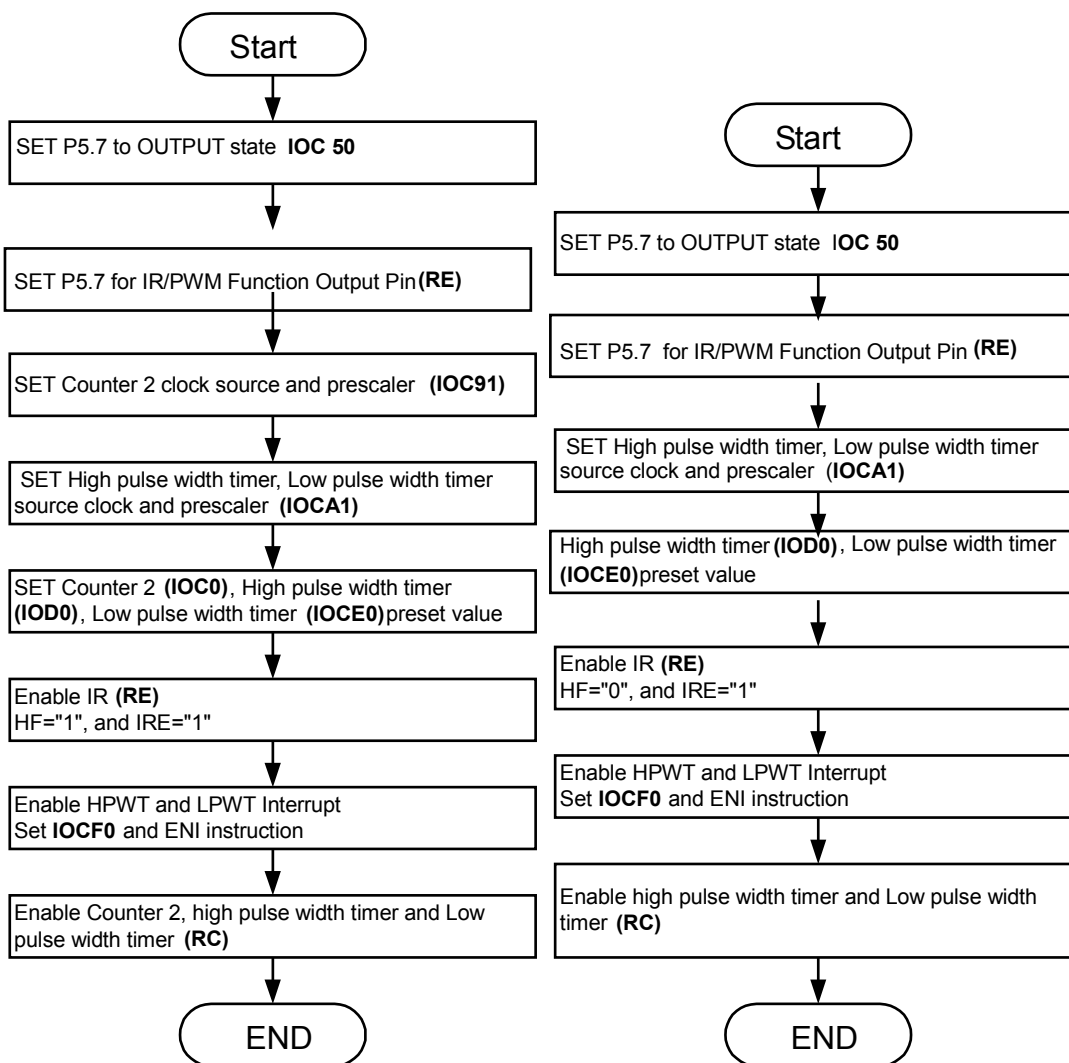 Start
SET P5.7 to OUTPUT state IOC 50
SET P5.7 for IR/PWM Function Output Pin(RE)
SET Counter 2 clock source and prescaler (IOC91)
SET High pulse width timer, Low pulse width timer
source clock and prescaler (IOCA1)
SET Counter 2 (IOC0), High pulse width timer
(IOD0), Low pulse width timer (IOCE0)preset value
Enable IR (RE)
HF="1", and IRE="1"
Enable HPWT and LPWT Interrupt
Set IOCF0 and ENI instruction
Enable Counter 2, high pulse width timer and Low
pulse width timer (RC)
END
Start
SET P5.7 to OUTPUT state IOC 50
SET P5.7 for IR/PWM Function Output Pin (RE)
SET High pulse width timer, Low pulse width timer
source clock and prescaler (IOCA1)
High pulse width timer(IOD0), Low pulse width timer
(IOCE0)preset value
Enable IR (RE)
HF="0", and IRE="1"
Enable HPWT and LPWT Interrupt
Set IOCF0 and ENI instruction
Enable high pulse width timer and Low pulse width
timer (RC)
END